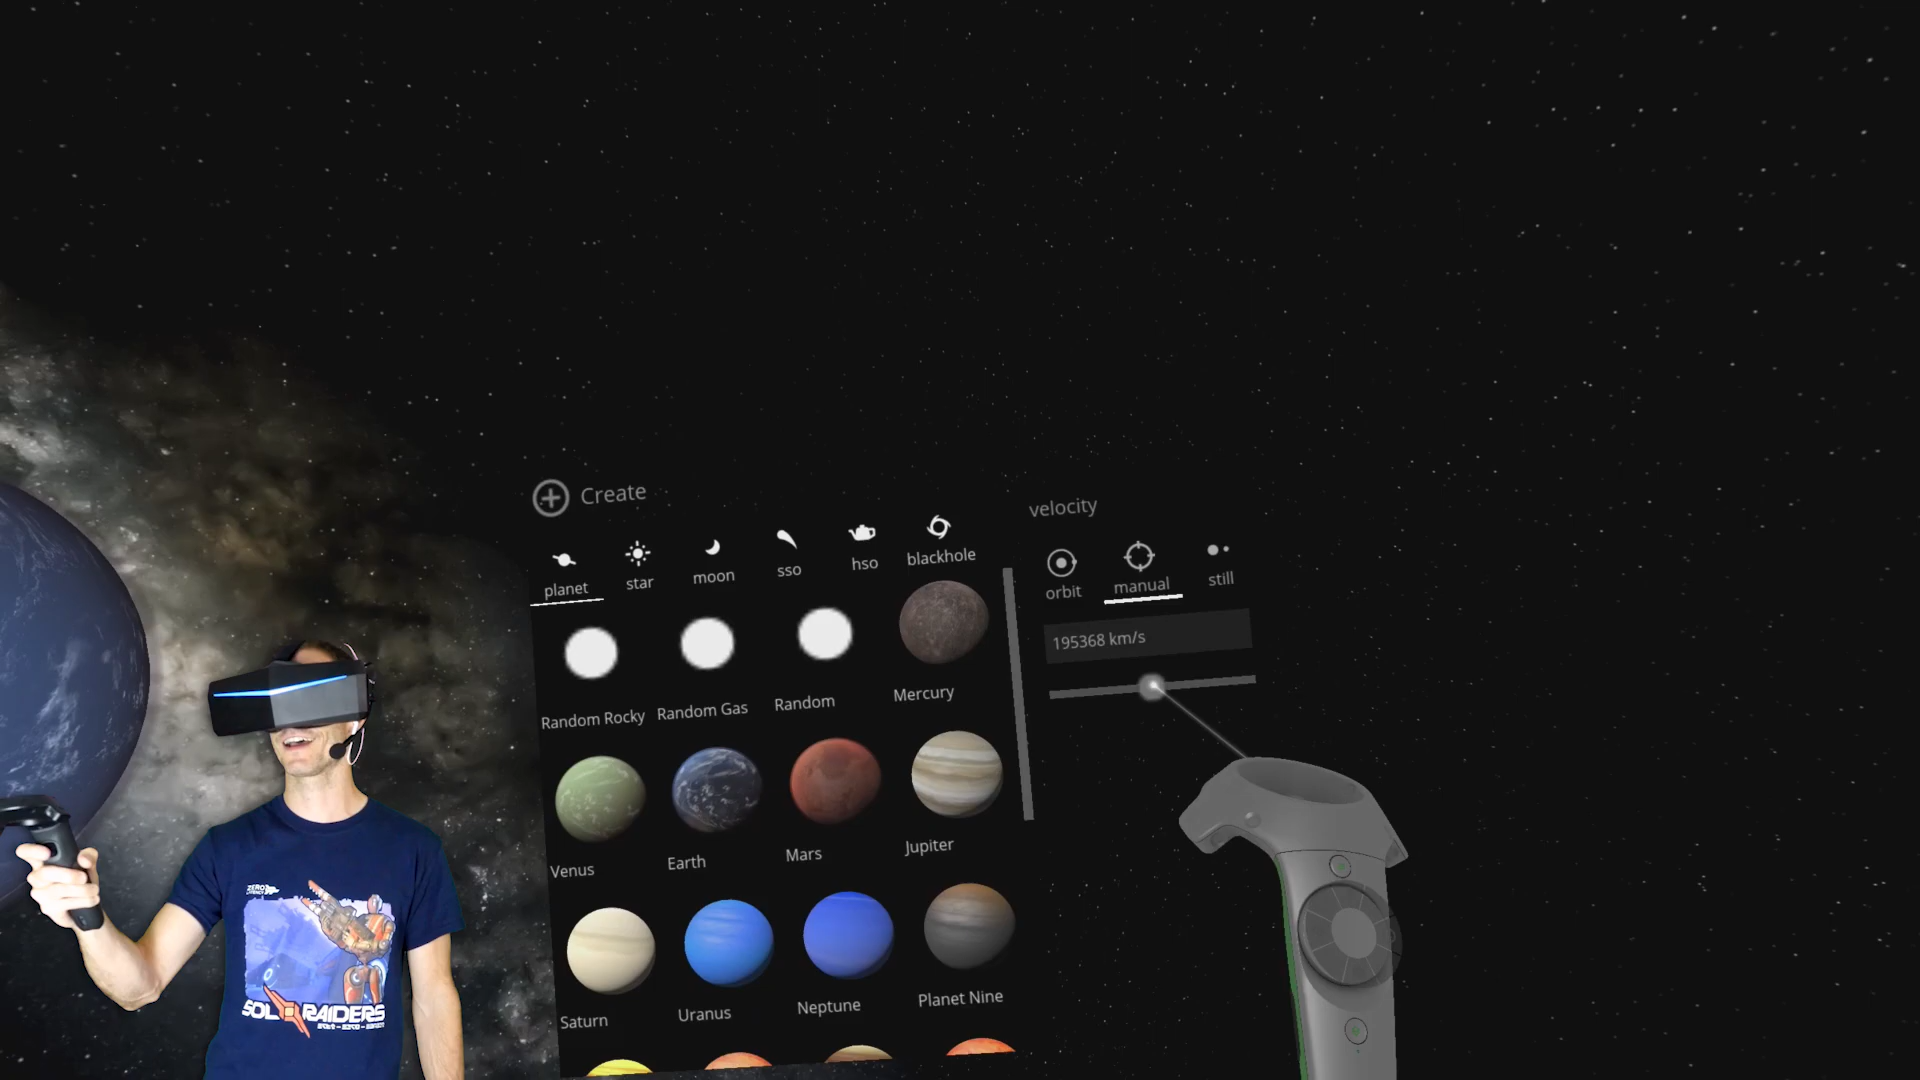 Create
planet star moon sso hso blackhole
Random Rocky Random Gas Random Mercury
Venus Earth Mars Jupiter
Saturn Uranus Neptune Planet Nine
velocity
orbit manual still
195368 km/s
ZERO
SOL RAIDERS